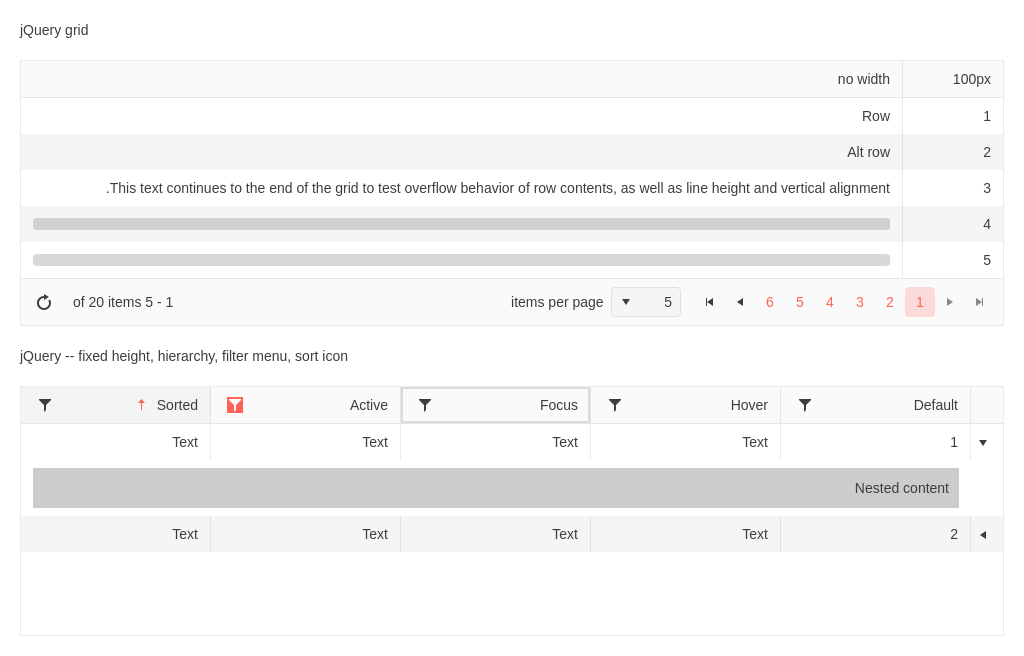 jQuery grid
no width 100px
Row 1
Alt row 2
.This text continues to the end of the grid to test overflow behavior of row contents, as well as line height and vertical alignment 3
4
5
of 20 items 5 - 1 items per page 5 6 5 4 3 2 1
jQuery -- fixed height, hierarchy, filter menu, sort icon
Sorted Active Focus Hover Default
Text Text Text Text 1
Nested content
Text Text Text Text 2